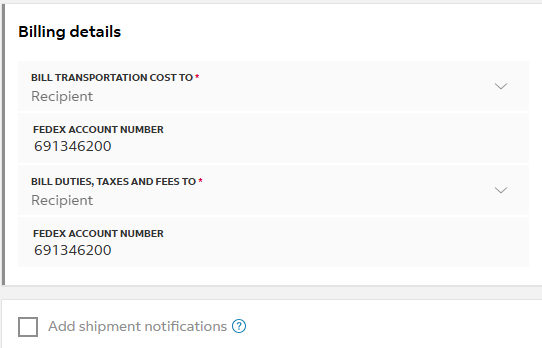 Billing details
BILL TRANSPORTATION COST TO *
Recipient
FEDEX ACCOUNT NUMBER
691346200
BILL DUTIES, TAXES AND FEES TO *
Recipient
FEDEX ACCOUNT NUMBER
691346200
Add shipment notifications ?